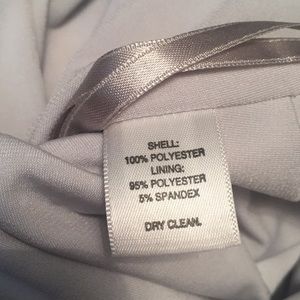 SHELL:
100% POLYESTER
LINING:
95% POLYESTER
5% SPANDEX
DRY CLEAN.